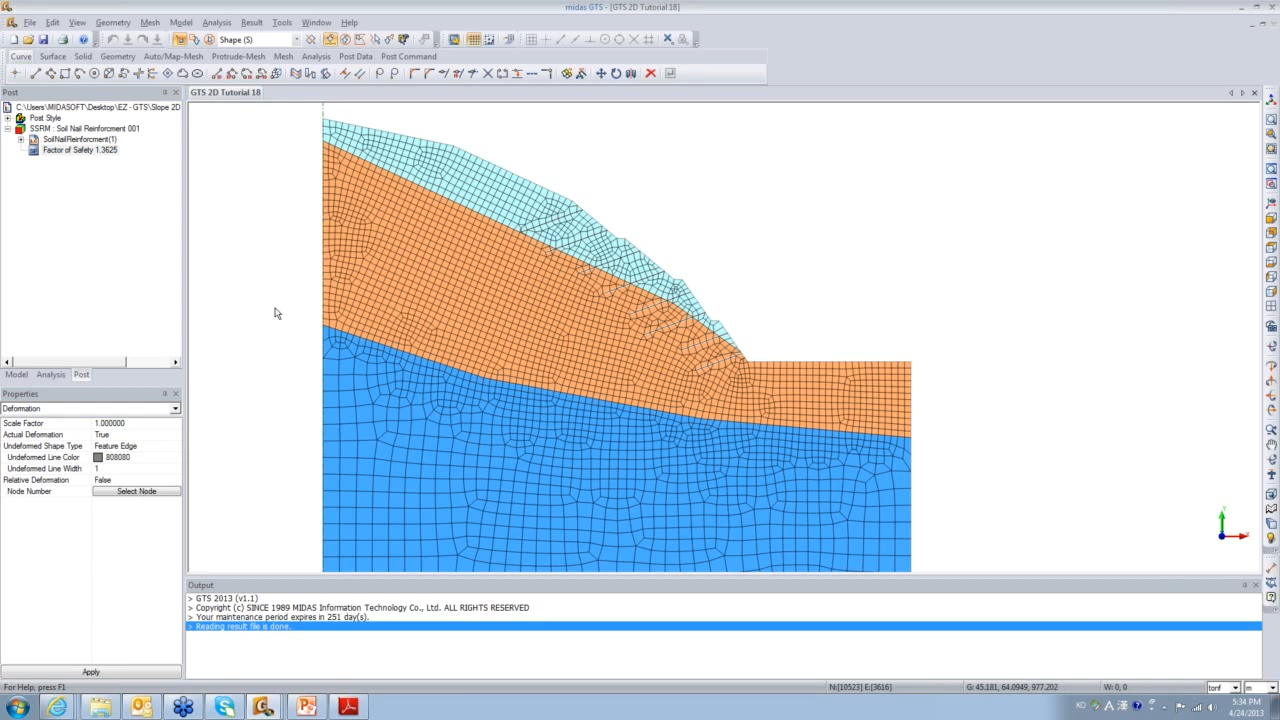 midas GTS - [GTS 2D Tutorial 18]
File Edit View Geometry Mesh Model Analysis Result Tools Window Help
Shape (S)
Curve Surface Solid Geometry Auto/Map-Mesh Protrude-Mesh Mesh Analysis Post Data Post Command
Post
GTS 2D Tutorial 18
C:\Users\MIDASOFT\Desktop\EZ - GTS\Slope 2D
Post Style
SSRM : Soil Nail Reinforcment 001
SoilNailReinforcment(1)
Factor of Safety 1.3625
Model Analysis Post
Properties
Deformation
Scale Factor 1.000000
Actual Deformation True
Undeformed Shape Type Feature Edge
Undeformed Line Color 808080
Undeformed Line Width 1
Relative Deformation False
Node Number Select Node
Apply
Output
> GTS 2013 (v1.1)
> Copyright (c) SINCE 1989 MIDAS Information Technology Co., Ltd. ALL RIGHTS RESERVED
> Your maintenance period expires in 251 day(s).
> Reading result file is done.
For Help, press F1
N:[10523] E:[3616]
G: 45.181, 64.0949, 977.202
W: 0, 0
tonf
m
KO A 漢
5:34 PM
4/24/2013